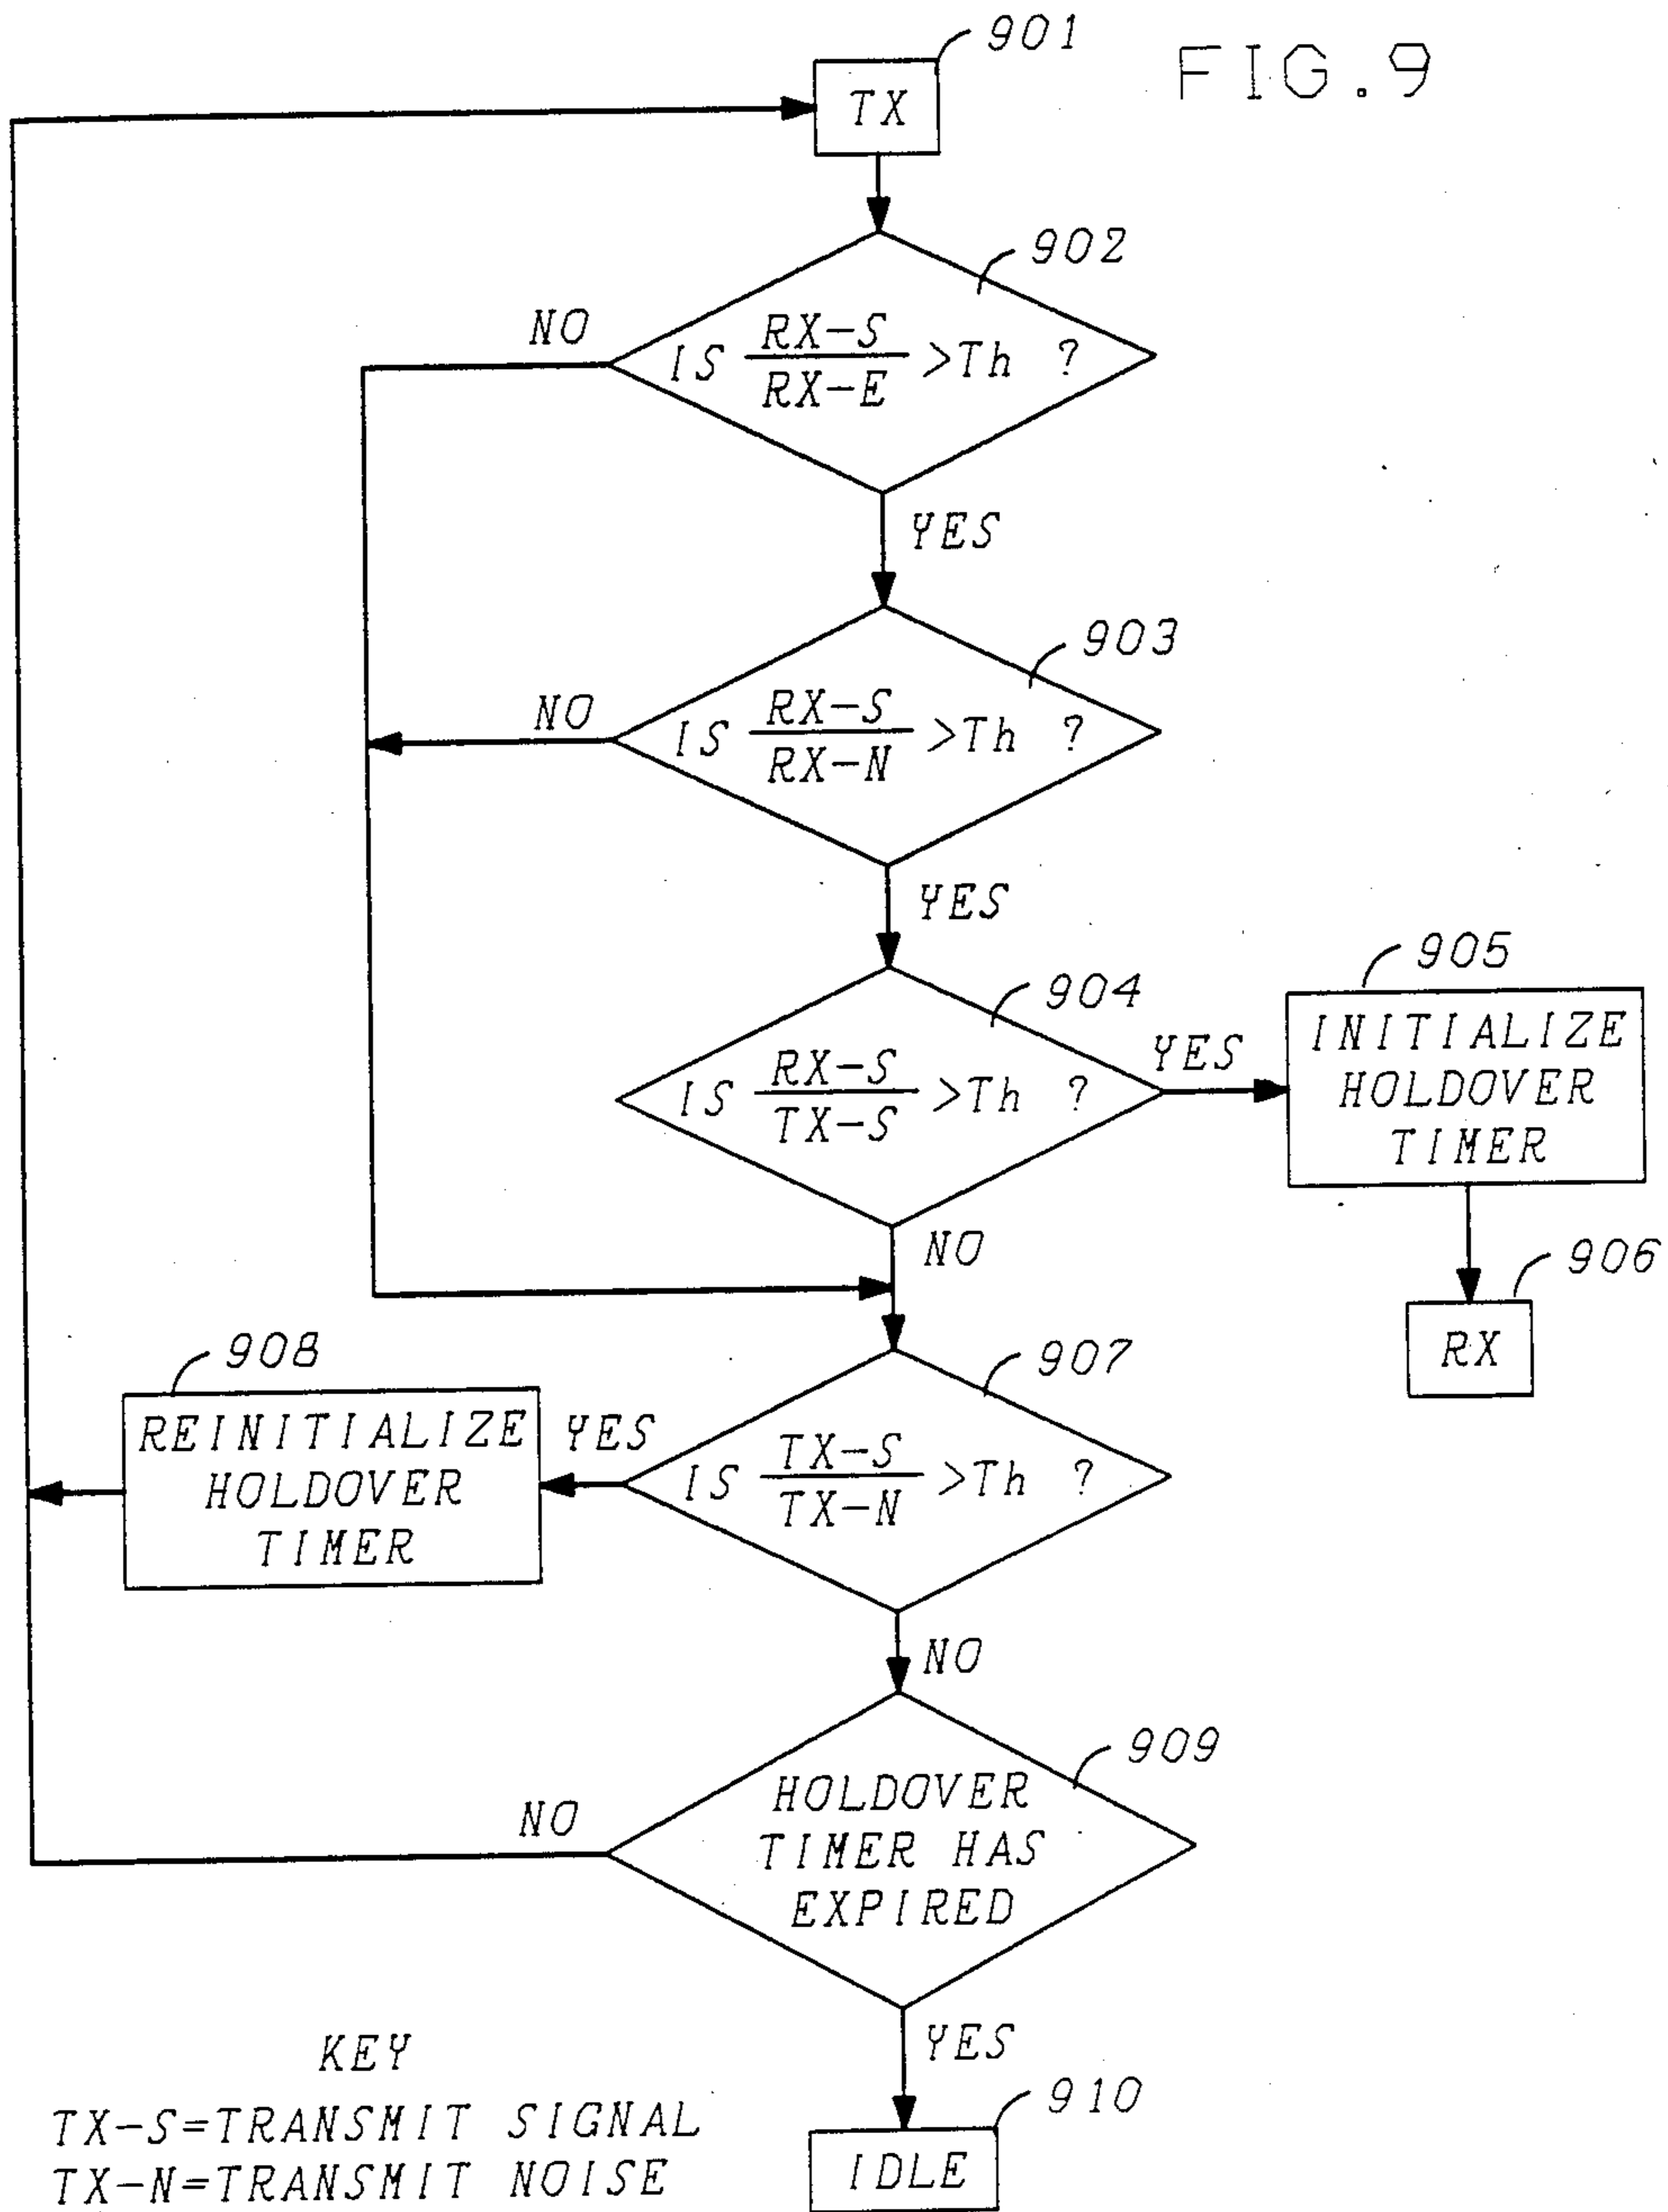 901
FIG.9
TX
902
NO
IS RX-S
RX-E >Th ?
YES
903
NO
IS RX-S
RX-N >Th ?
YES
904
905
IS RX-S
TX-S >Th ?
YES
INITIALIZE
HOLDOVER
TIMER
NO
906
RX
908
907
REINITIALIZE
HOLDOVER
TIMER
YES
IS TX-S
TX-N >Th ?
NO
909
NO
HOLDOVER
TIMER HAS
EXPIRED
YES
910
IDLE
KEY
TX-S=TRANSMIT SIGNAL
TX-N=TRANSMIT NOISE